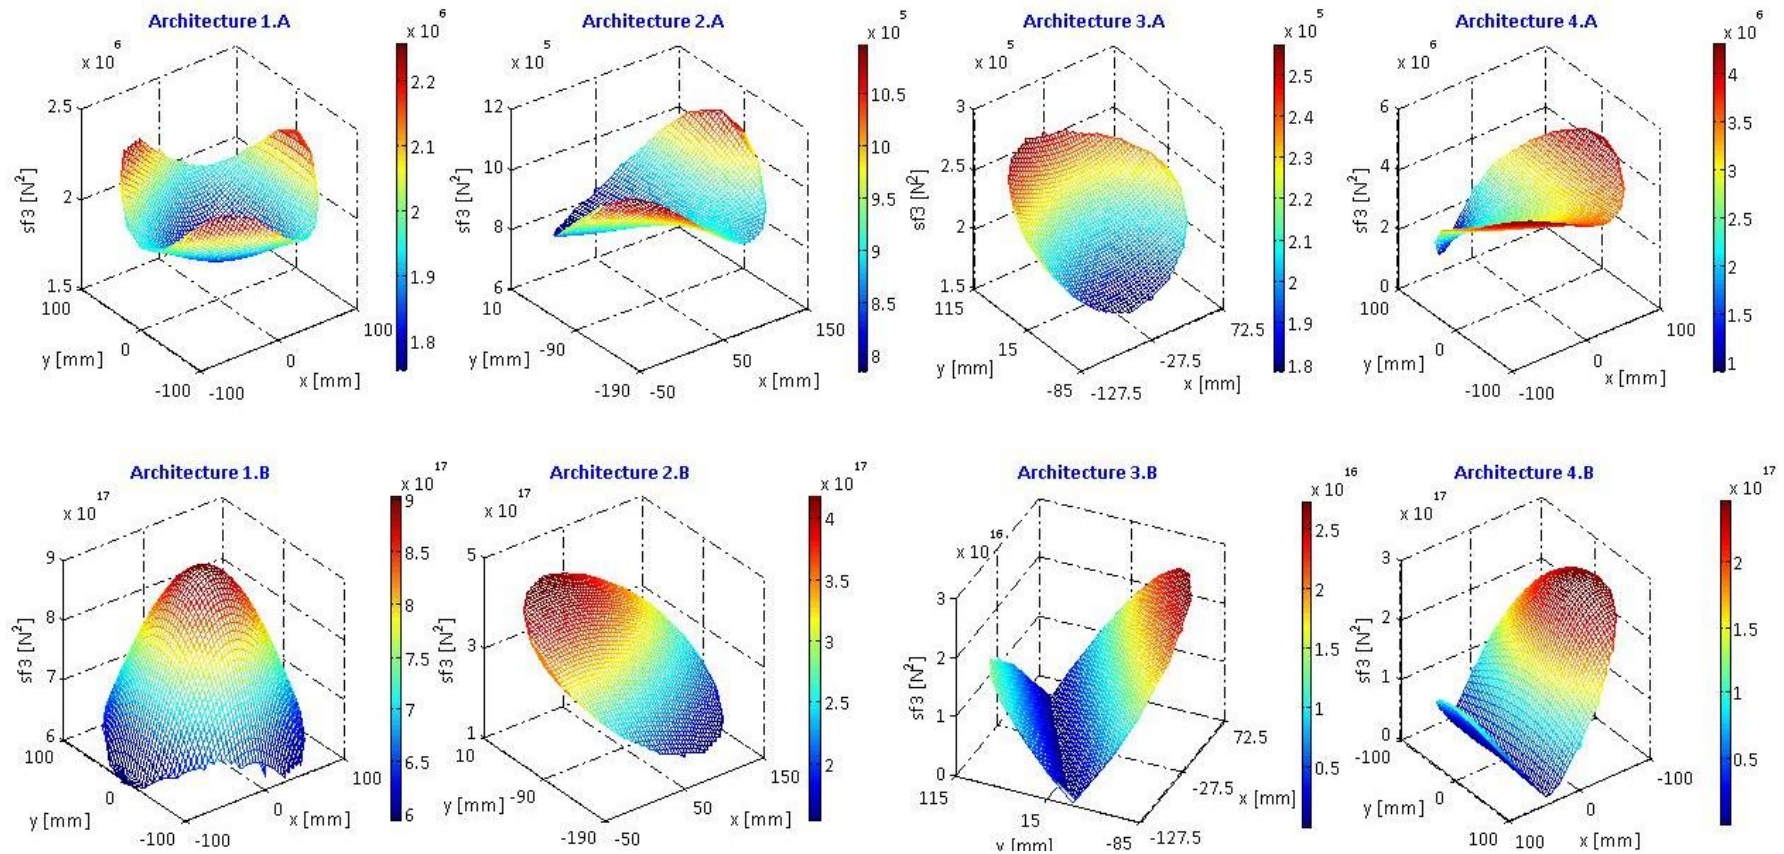 Architecture 1.A
x 10^6
x 10^6
2.5
2
1.5
sf3 [N²]
100
0
-100
y [mm]
-100
0
100
x [mm]
2.2
2.1
2
1.9
1.8
Architecture 2.A
x 10^5
x 10^5
12
10
8
6
sf3 [N²]
10
-90
-190
y [mm]
-50
50
150
x [mm]
10.5
10
9.5
9
8.5
8
Architecture 3.A
x 10^5
x 10^5
3
2.5
2
1.5
sf3 [N²]
115
15
-85
y [mm]
-127.5
-27.5
72.5
x [mm]
2.5
2.4
2.3
2.2
2.1
2
1.9
1.8
Architecture 4.A
x 10^6
x 10^6
6
4
2
0
sf3 [N²]
100
0
-100
y [mm]
-100
0
100
x [mm]
4
3.5
3
2.5
2
1.5
1
Architecture 1.B
x 10^17
x 10^17
9
8
7
6
sf3 [N²]
100
0
-100
y [mm]
-100
0
100
x [mm]
9
8.5
8
7.5
7
6.5
6
Architecture 2.B
x 10^17
x 10^17
5
3
1
sf3 [N²]
10
-90
-190
y [mm]
-50
50
150
x [mm]
4
3.5
3
2.5
2
Architecture 3.B
x 10^16
x 10^16
3
2
1
0
sf3 [N²]
115
15
-85
y [mm]
-127.5
-27.5
72.5
x [mm]
2.5
2
1.5
1
0.5
Architecture 4.B
x 10^17
x 10^17
3
2
1
0
sf3 [N²]
-100
0
100
y [mm]
100
0
-100
x [mm]
2
1.5
1
0.5